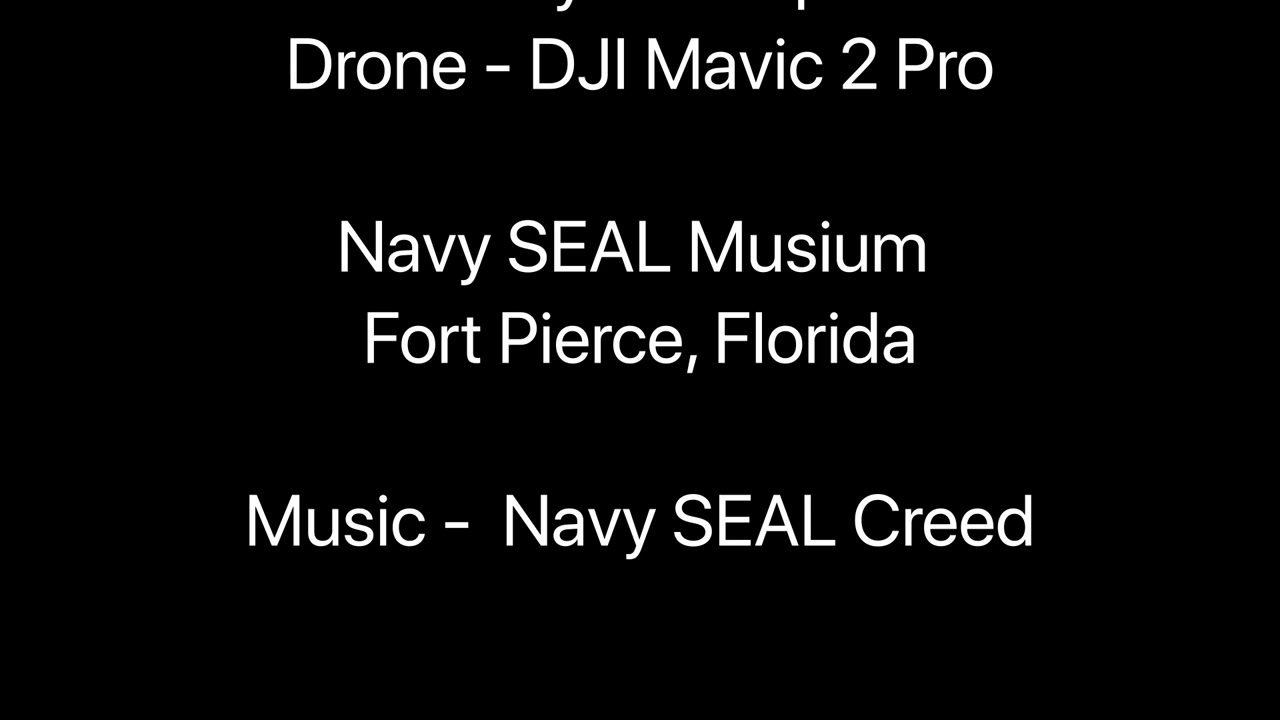 Drone - DJI Mavic 2 Pro
Navy SEAL Musium
Fort Pierce, Florida
Music -  Navy SEAL Creed